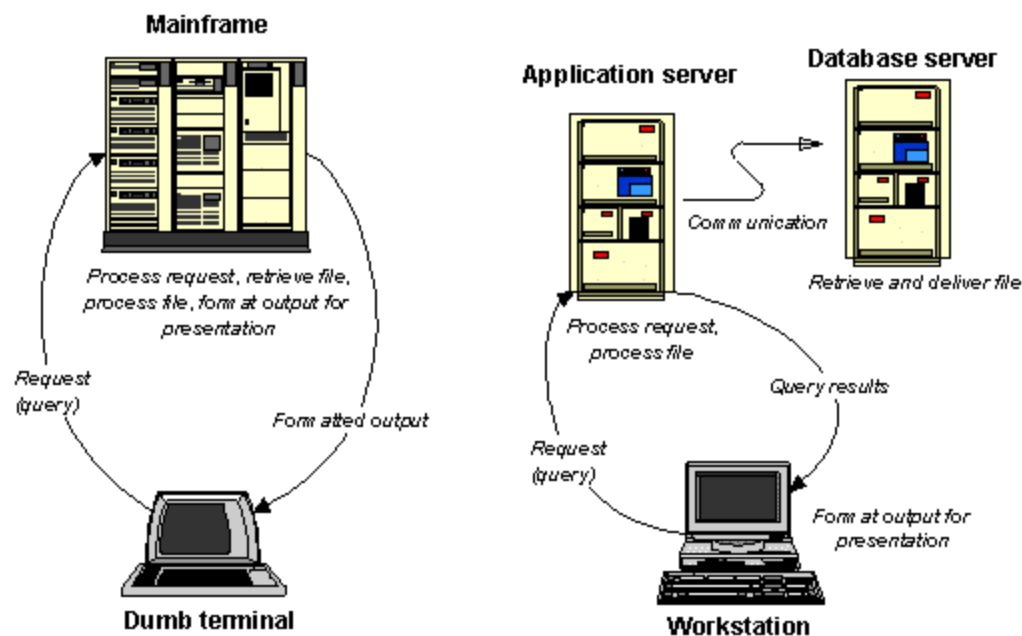 Mainframe
Process request, retrieve file,
process file, format output for
presentation
Request
(query)
Formatted output
Dumb terminal
Application server
Database server
Communication
Retrieve and deliver file
Process request,
process file
Query results
Request
(query)
Format output for
presentation
Workstation